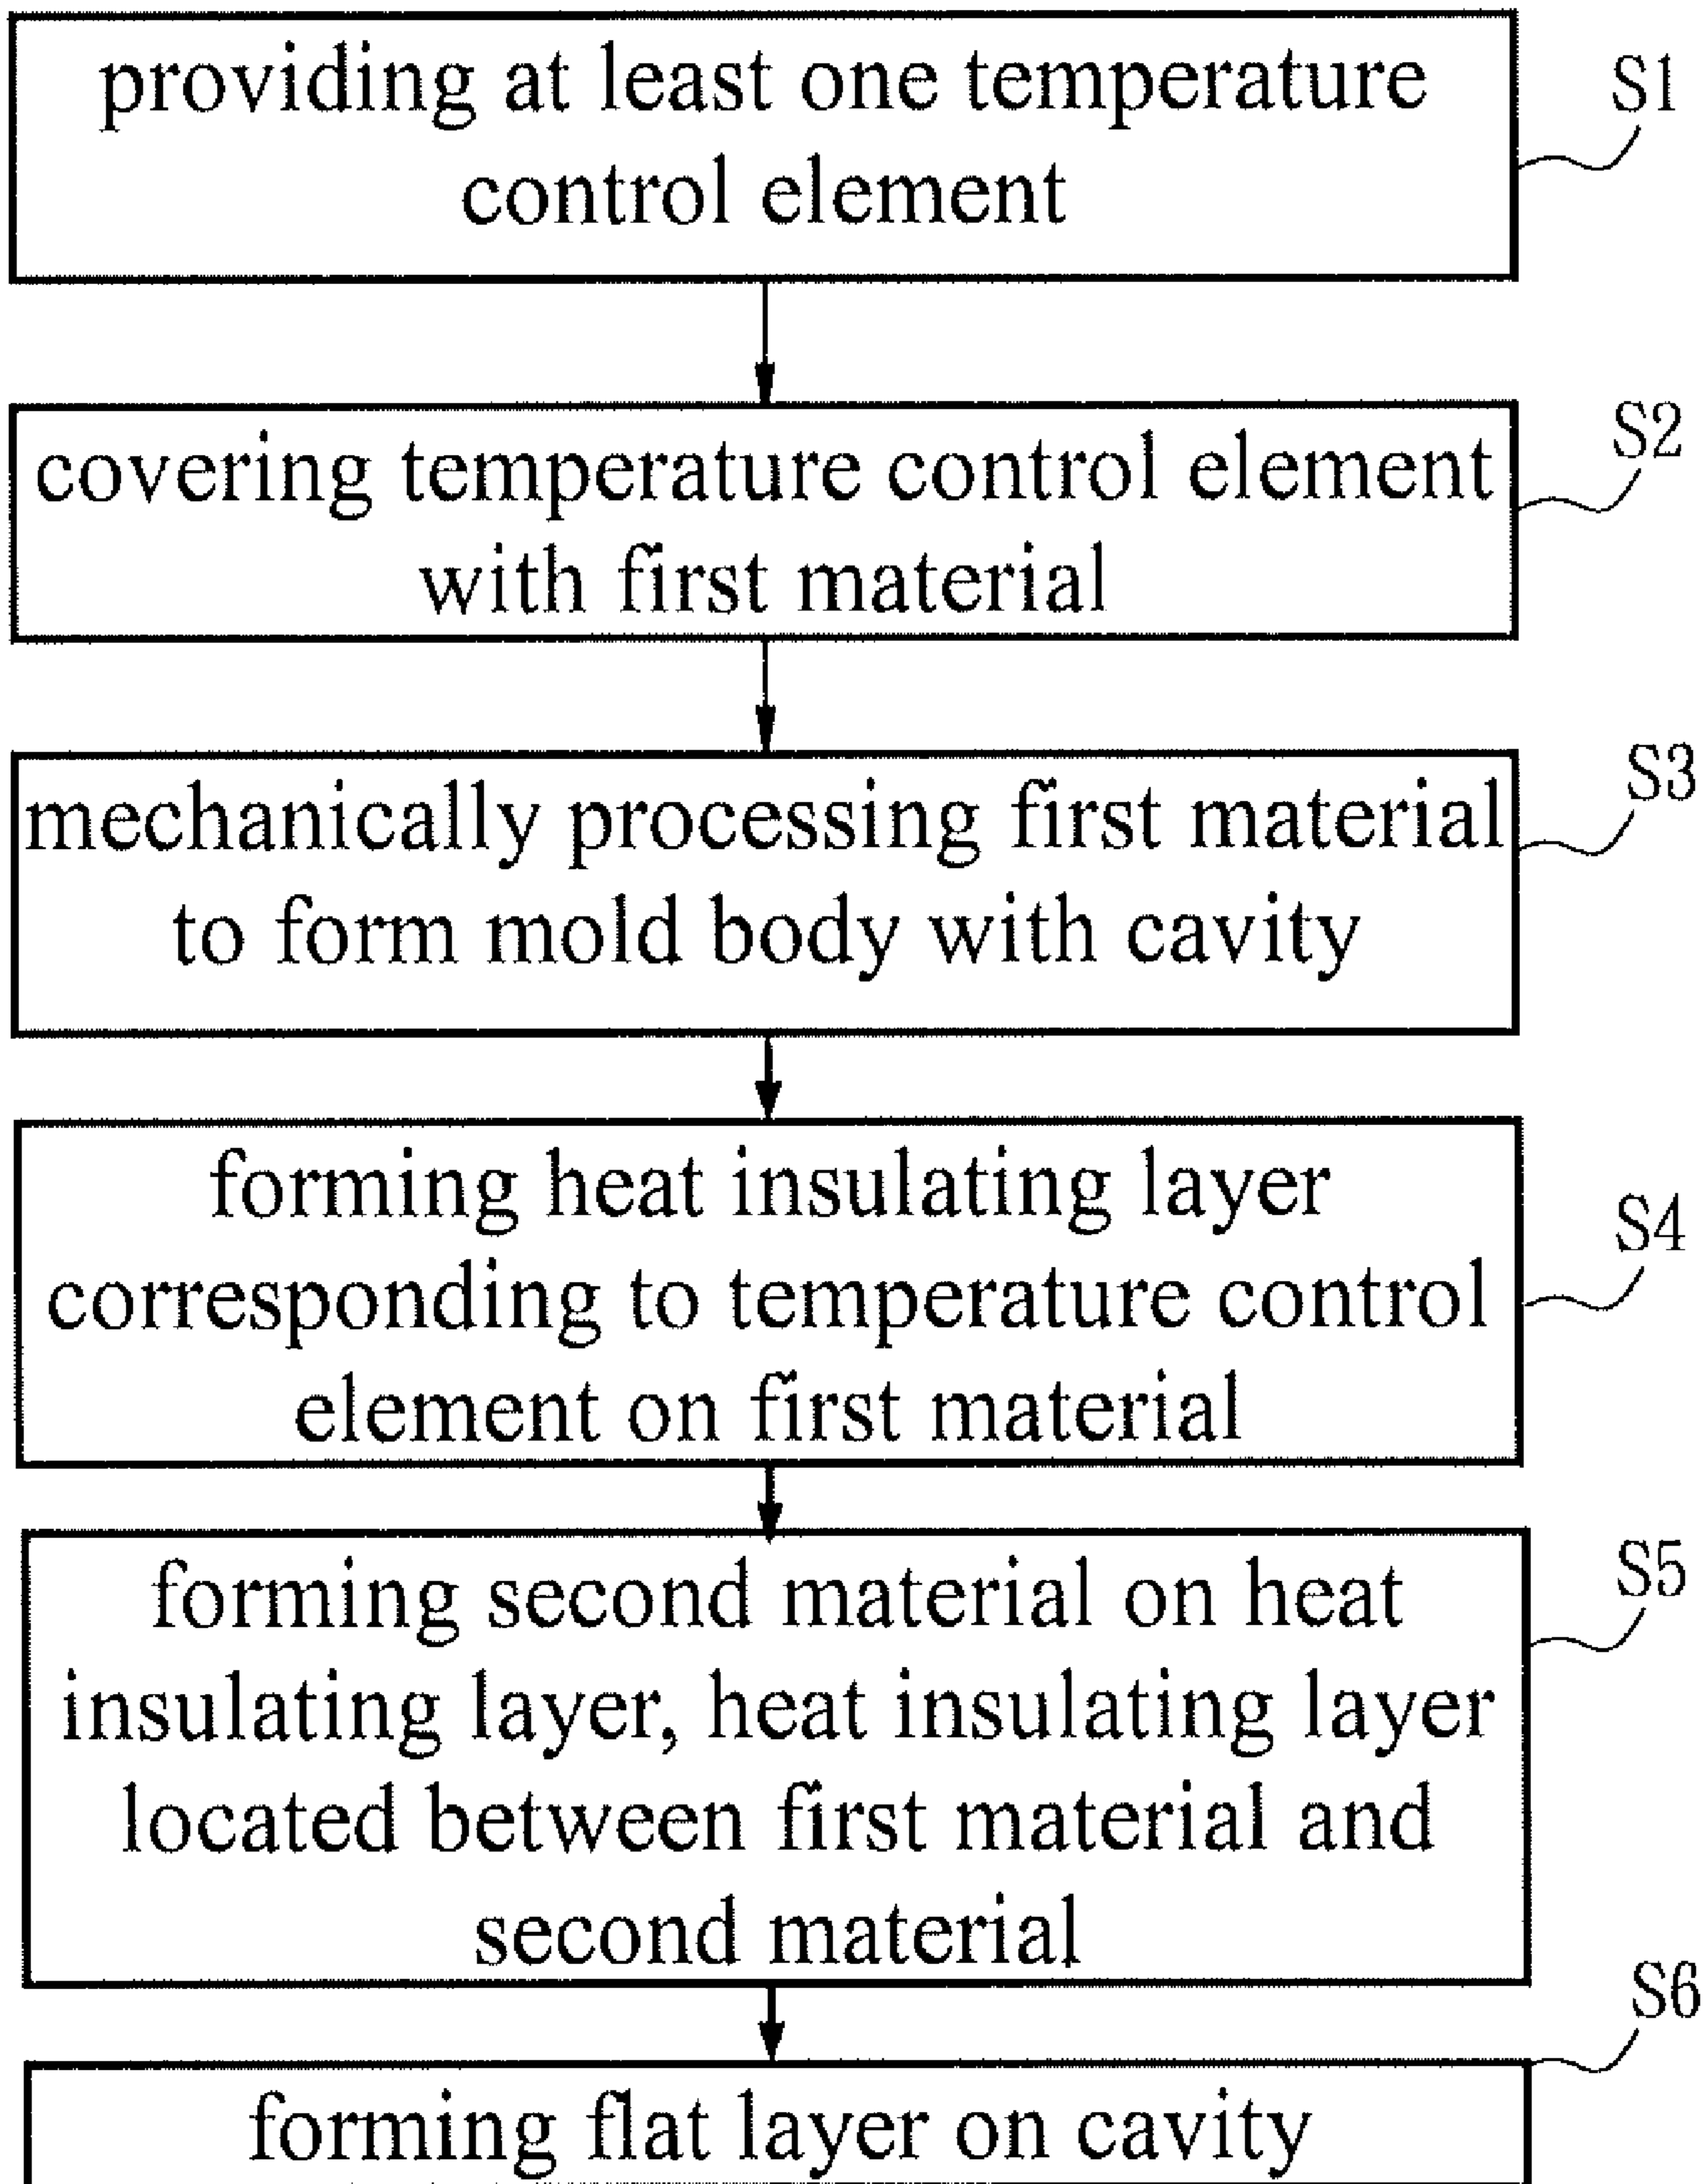 providing at least one temperature
control element
S1
covering temperature control element
with first material
S2
mechanically processing first material
to form mold body with cavity
S3
forming heat insulating layer
corresponding to temperature control
element on first material
S4
forming second material on heat
insulating layer, heat insulating layer
located between first material and
second material
S5
forming flat layer on cavity
S6